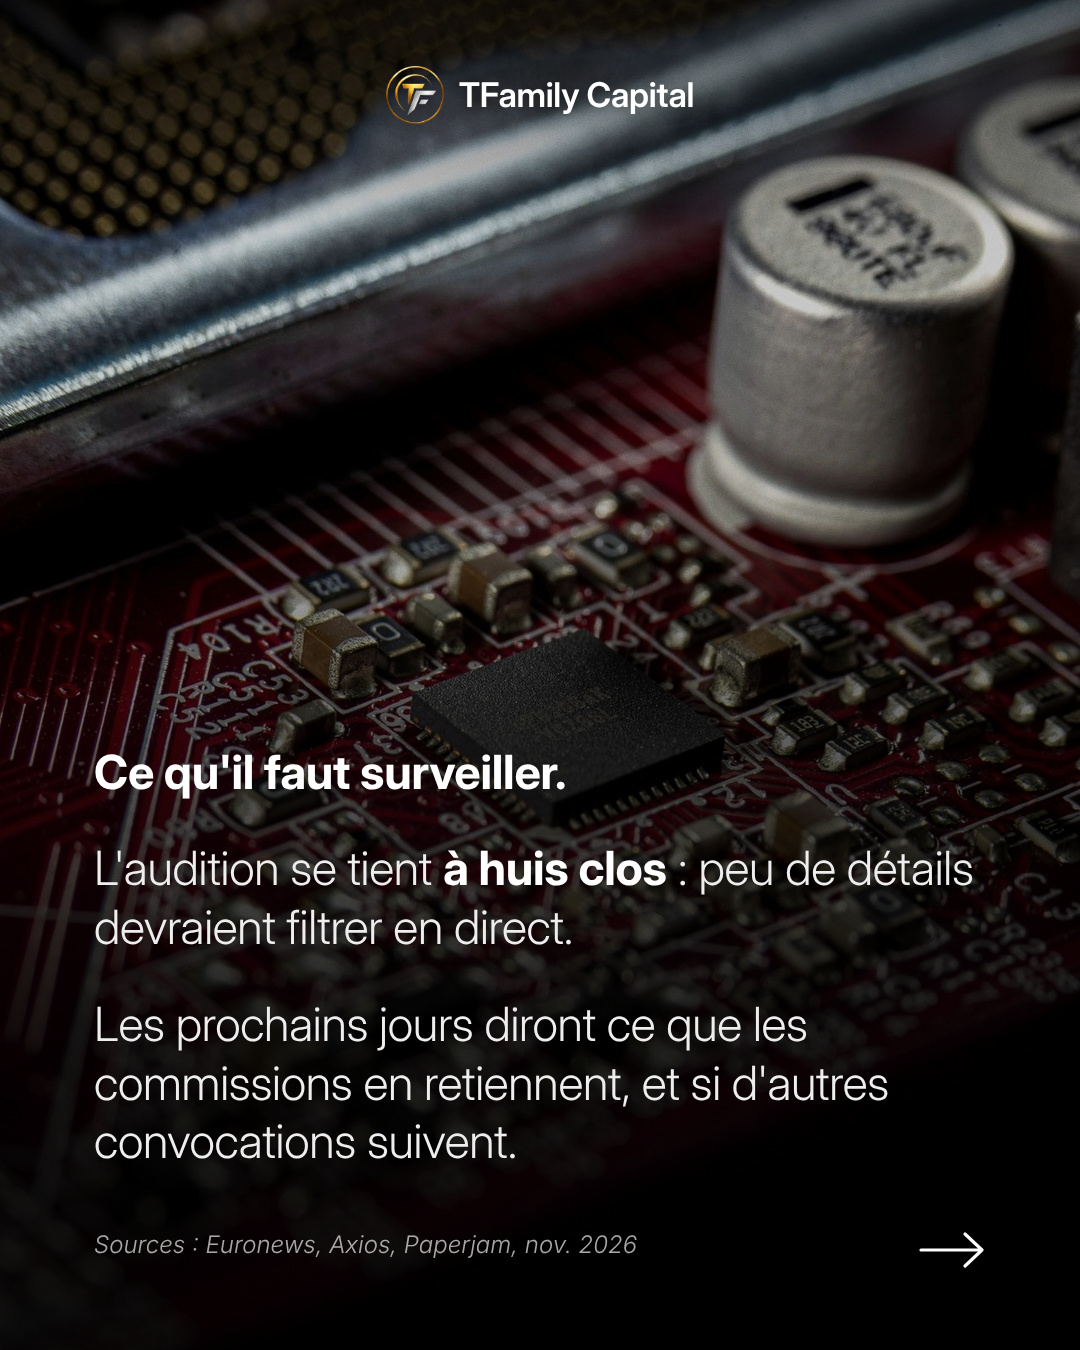 TFamily Capital
Ce qu'il faut surveiller.
L'audition se tient à huis clos : peu de détails
devraient filtrer en direct.
Les prochains jours diront ce que les
commissions en retiennent, et si d'autres
convocations suivent.
Sources : Euronews, Axios, Paperjam, nov. 2026